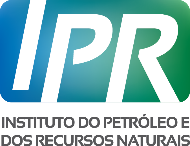 IPR
INSTITUTO DO PETRÓLEO E
DOS RECURSOS NATURAIS